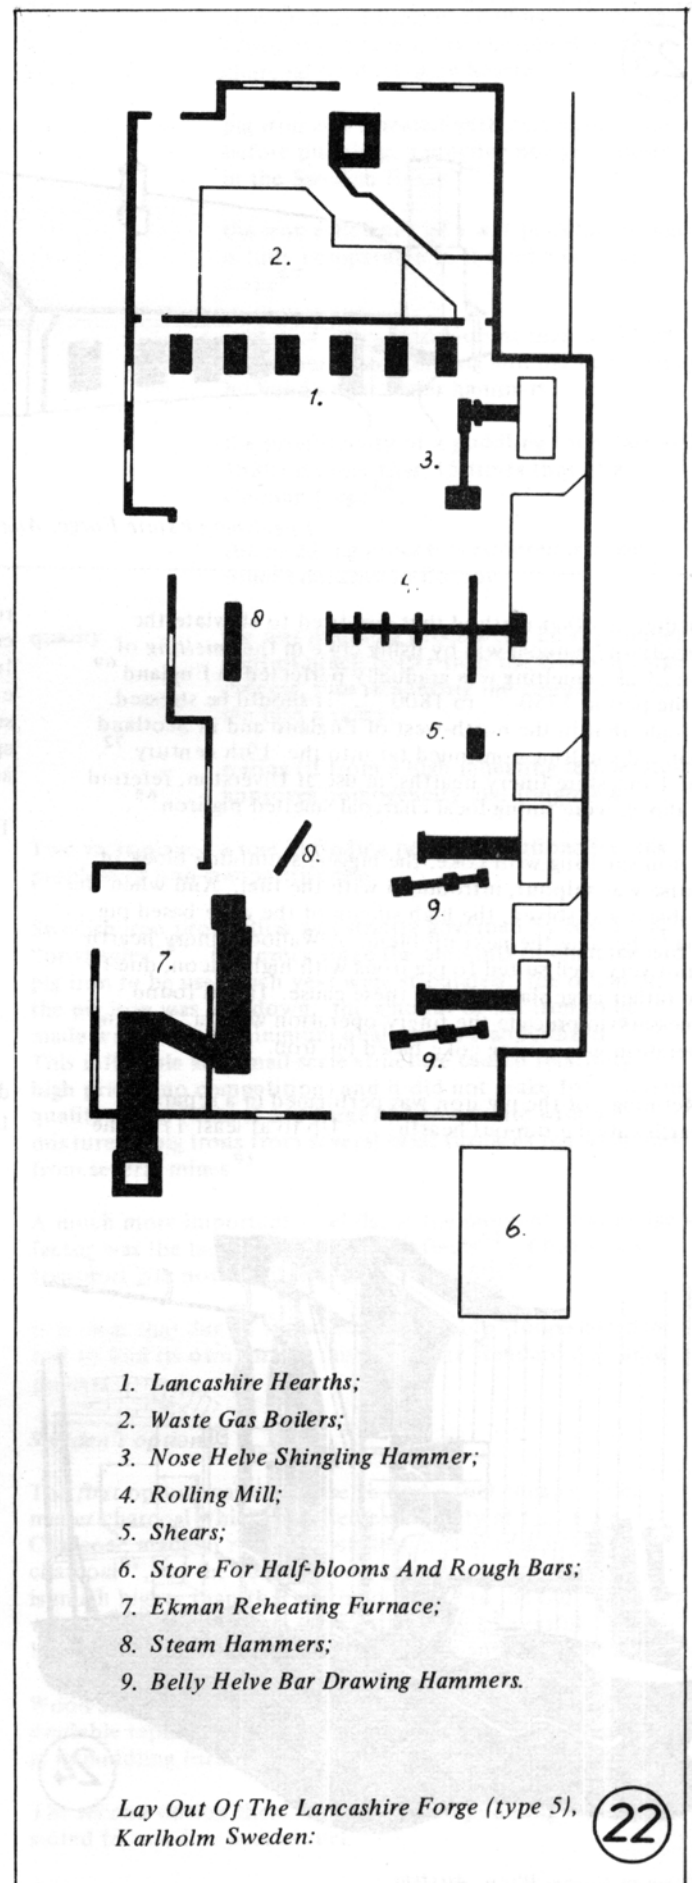 2.
1.
3.
4.
8
5.
8.
9.
7.
9.
6.
1. Lancashire Hearths;
2. Waste Gas Boilers;
3. Nose Helve Shingling Hammer;
4. Rolling Mill;
5. Shears;
6. Store For Half-blooms And Rough Bars;
7. Ekman Reheating Furnace;
8. Steam Hammers;
9. Belly Helve Bar Drawing Hammers.
Lay Out Of The Lancashire Forge (type 5),
Karlholm Sweden:
22